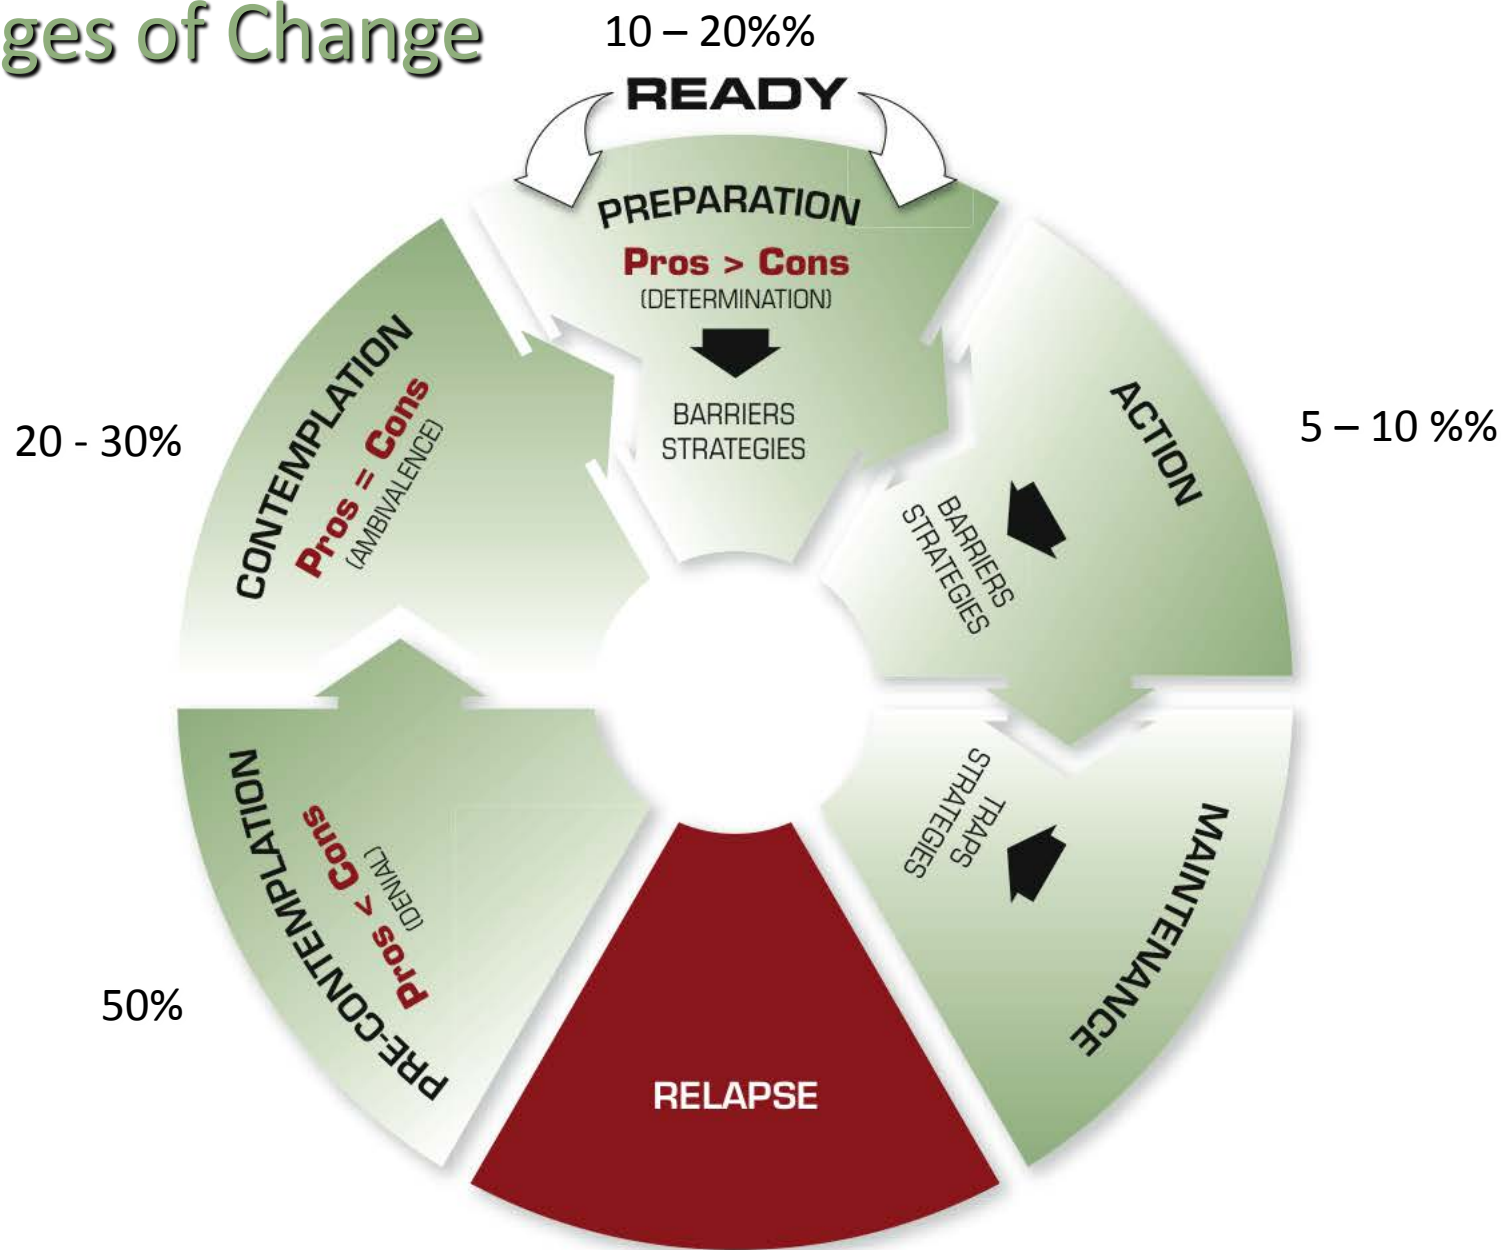 ges of Change
10 – 20%%
READY
PREPARATION
Pros > Cons
(DETERMINATION)
BARRIERS
STRATEGIES
CONTEMPLATION
Pros = Cons
(AMBIVALENCE)
20 - 30%
ACTION
BARRIERS
STRATEGIES
5 – 10 %%
PRE-CONTEMPLATION
Pros < Cons
(DENIAL)
50%
MAINTENANCE
TRAPS
STRATEGIES
RELAPSE